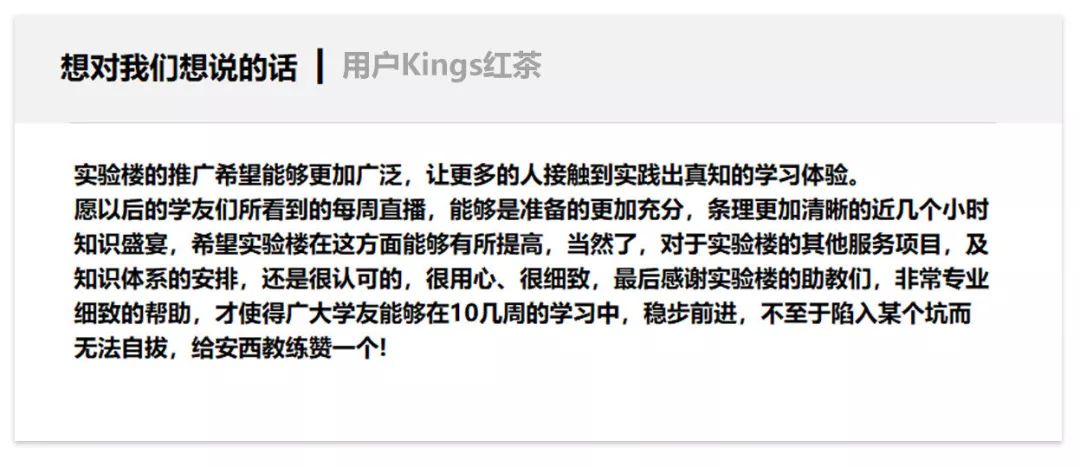 想对我们想说的话 | 用户Kings红茶
实验楼的推广希望能够更加广泛，让更多的人接触到实践出真知的学习体验。
愿以后的学友们所看到的每周直播，能够是准备的更加充分，条理更加清晰的近几个小时
知识盛宴，希望实验楼在这方面能够有所提高，当然了，对于实验楼的其他服务项目，及
知识体系的安排，还是很认可的，很用心、很细致，最后感谢实验楼的助教们，非常专业
细致的帮助，才使得广大学友能够在10几周的学习中，稳步前进，不至于陷入某个坑而
无法自拔，给安西教练赞一个!